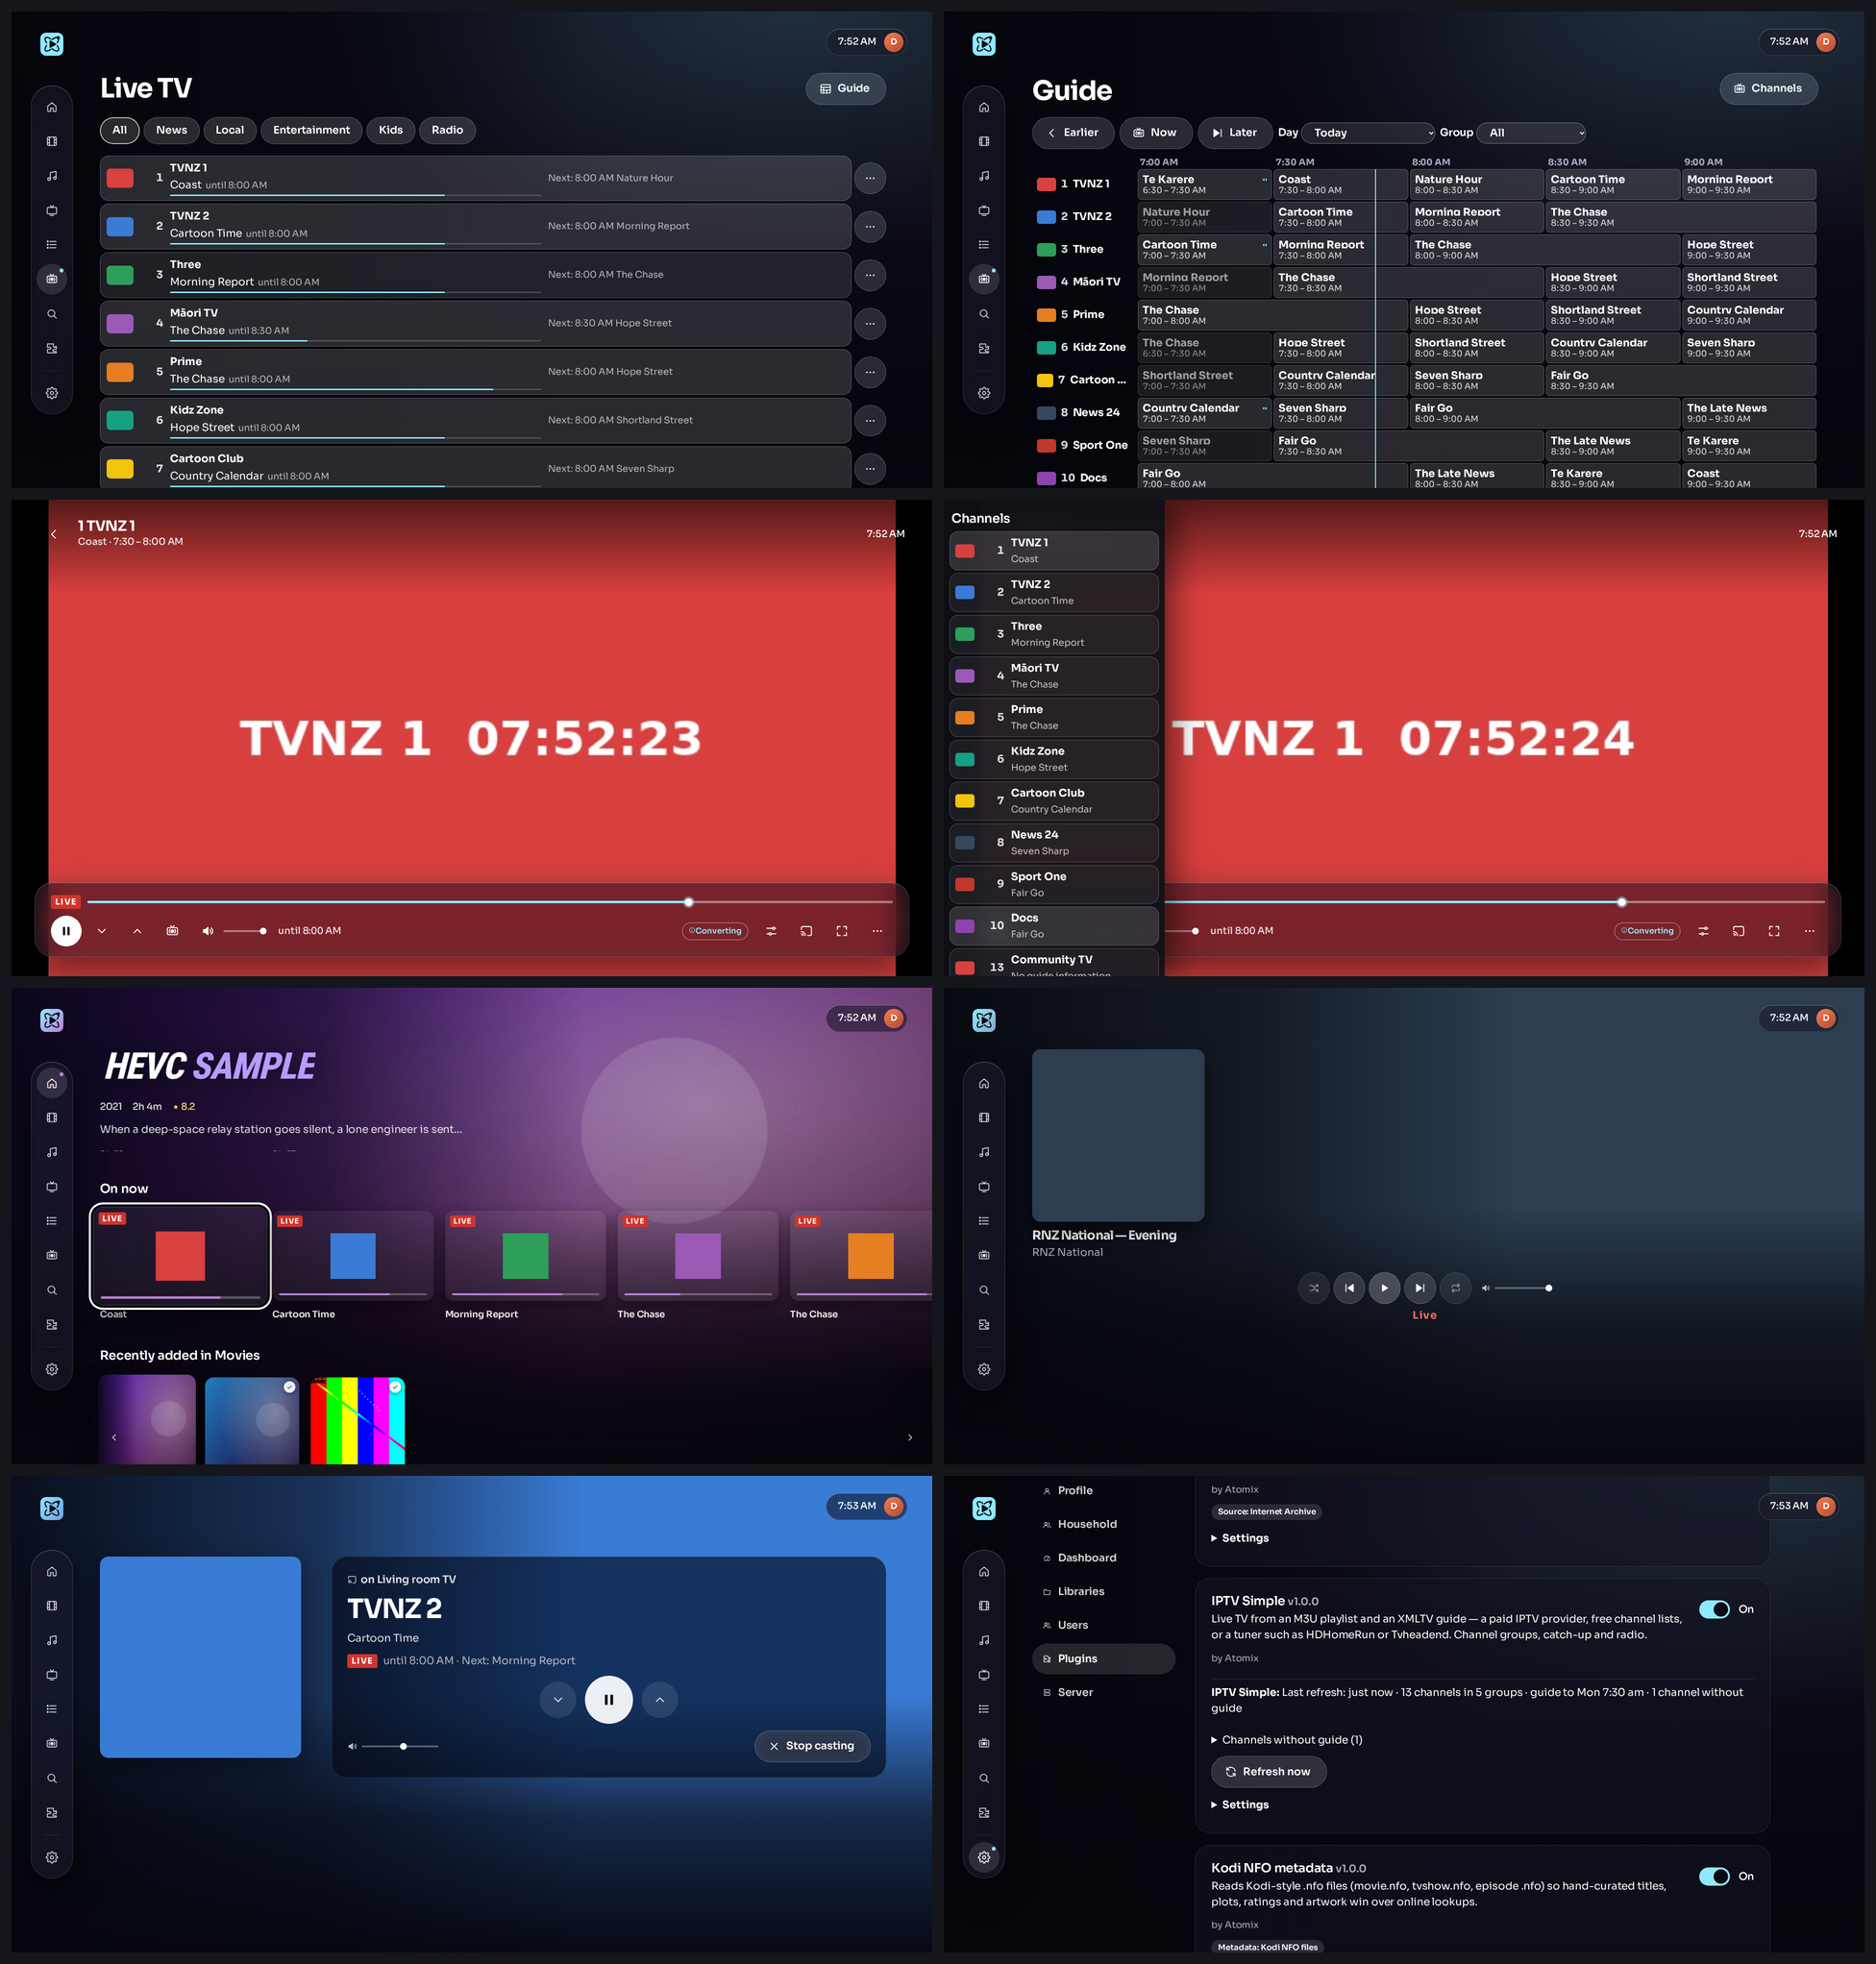 7:52 AM D
Live TV
Guide
All News Local Entertainment Kids Radio
1 TVNZ 1
Coast until 8:00 AM
Next: 8:00 AM Nature Hour
2 TVNZ 2
Cartoon Time until 8:00 AM
Next: 8:00 AM Morning Report
3 Three
Morning Report until 8:00 AM
Next: 8:00 AM The Chase
4 Māori TV
The Chase until 8:30 AM
Next: 8:30 AM Hope Street
5 Prime
The Chase until 8:00 AM
Next: 8:00 AM Hope Street
6 Kidz Zone
Hope Street until 8:00 AM
Next: 8:00 AM Shortland Street
7 Cartoon Club
Country Calendar until 8:00 AM
Next: 8:00 AM Seven Sharp
7:52 AM D
Guide
Channels
Earlier Now Later Day Today Group All
7:00 AM 7:30 AM 8:00 AM 8:30 AM 9:00 AM
1 TVNZ 1
Te Karere Coast Nature Hour Cartoon Time Morning Report
6:30 – 7:30 AM 7:30 – 8:00 AM 8:00 – 8:30 AM 8:30 – 9:00 AM 9:00 – 9:30 AM
2 TVNZ 2
Nature Hour Cartoon Time Morning Report The Chase
7:00 – 7:30 AM 7:30 – 8:00 AM 8:00 – 8:30 AM 8:30 – 9:30 AM
3 Three
Cartoon Time Morning Report The Chase Hope Street
7:00 – 7:30 AM 7:30 – 8:00 AM 8:00 – 9:00 AM 9:00 – 9:30 AM
4 Māori TV
Morning Report The Chase Hope Street Shortland Street
7:00 – 7:30 AM 7:30 – 8:30 AM 8:30 – 9:00 AM 9:00 – 9:30 AM
5 Prime
The Chase Hope Street Shortland Street Country Calendar
7:00 – 8:00 AM 8:00 – 8:30 AM 8:30 – 9:00 AM 9:00 – 9:30 AM
6 Kidz Zone
The Chase Hope Street Shortland Street Country Calendar Seven Sharp
6:30 – 7:30 AM 7:30 – 8:00 AM 8:00 – 8:30 AM 8:30 – 9:00 AM 9:00 – 9:30 AM
7 Cartoon ...
Shortland Street Country Calendar Seven Sharp Fair Go
7:00 – 7:30 AM 7:30 – 8:00 AM 8:00 – 8:30 AM 8:30 – 9:30 AM
8 News 24
Country Calendar Seven Sharp Fair Go The Late News
7:00 – 7:30 AM 7:30 – 8:00 AM 8:00 – 9:00 AM 9:00 – 9:30 AM
9 Sport One
Seven Sharp Fair Go The Late News Te Karere
7:00 – 7:30 AM 7:30 – 8:30 AM 8:30 – 9:00 AM 9:00 – 9:30 AM
10 Docs
Fair Go The Late News Te Karere Coast
7:00 – 8:00 AM 8:00 – 8:30 AM 8:30 – 9:00 AM 9:00 – 9:30 AM
1 TVNZ 1
Coast · 7:30 – 8:00 AM
7:52 AM
TVNZ 1 07:52:23
LIVE
until 8:00 AM
Converting
Channels
7:52 AM
1 TVNZ 1
Coast
2 TVNZ 2
Cartoon Time
3 Three
Morning Report
4 Māori TV
The Chase
5 Prime
The Chase
6 Kidz Zone
Hope Street
7 Cartoon Club
Country Calendar
8 News 24
Seven Sharp
9 Sport One
Fair Go
10 Docs
Fair Go
13 Community TV
No guide information
TVNZ 1 07:52:24
until 8:00 AM
Converting
7:52 AM D
HEVC SAMPLE
2021 2h 4m ★ 8.2
When a deep-space relay station goes silent, a lone engineer is sent...
On now
LIVE LIVE LIVE LIVE LIVE
Coast Cartoon Time Morning Report The Chase The Chase
Recently added in Movies
7:52 AM D
RNZ National — Evening
RNZ National
Live
7:53 AM D
on Living room TV
TVNZ 2
Cartoon Time
LIVE until 8:00 AM · Next: Morning Report
Stop casting
7:53 AM D
Profile
Household
Dashboard
Libraries
Users
Plugins
Server
by Atomix
Source: Internet Archive
Settings
IPTV Simple v1.0.0
On
Live TV from an M3U playlist and an XMLTV guide — a paid IPTV provider, free channel lists,
or a tuner such as HDHomeRun or Tvheadend. Channel groups, catch-up and radio.
by Atomix
IPTV Simple: Last refresh: just now · 13 channels in 5 groups · guide to Mon 7:30 am · 1 channel without
guide
Channels without guide (1)
Refresh now
Settings
Kodi NFO metadata v1.0.0
On
Reads Kodi-style .nfo files (movie.nfo, tvshow.nfo, episode .nfo) so hand-curated titles,
plots, ratings and artwork win over online lookups.
by Atomix
Metadata: Kodi NFO files